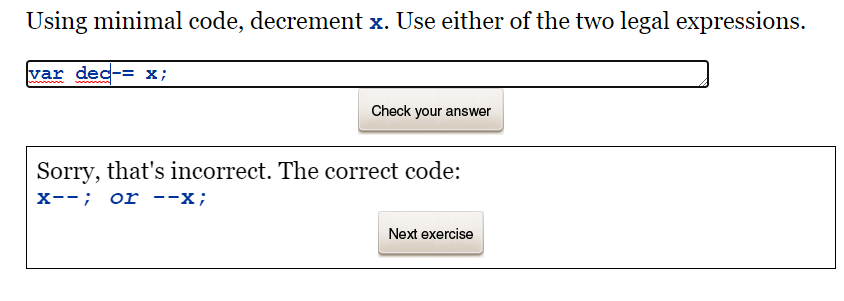 Using minimal code, decrement x. Use either of the two legal expressions.
var dec-= x;
Check your answer
Sorry, that's incorrect. The correct code:
x--; or --x;
Next exercise